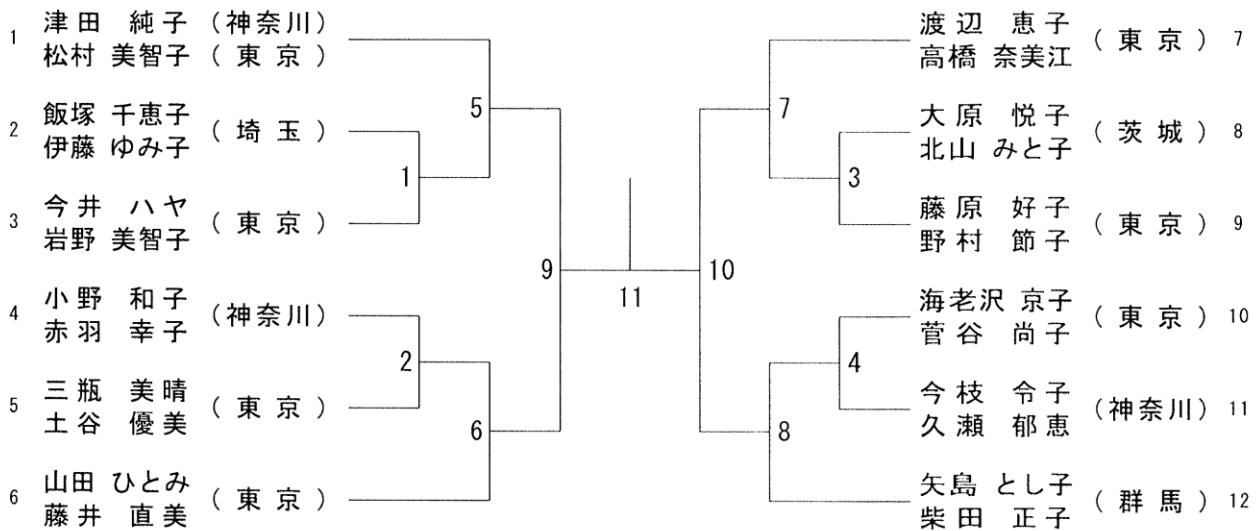 1 津田 純子 (神奈川)
松村 美智子 (東京)
2 飯塚 千恵子 (埼玉)
伊藤 ゆみ子
1
3 今井 ハヤ (東京)
岩野 美智子
5
4 小野 和子 (神奈川)
赤羽 幸子
2
5 三瓶 美晴 (東京)
土谷 優美
6
6 山田 ひとみ (東京)
藤井 直美
9
11
10
渡辺 恵子 (東京) 7
高橋 奈美江
7
大原 悦子 (茨城) 8
北山 みと子
3
藤原 好子 (東京) 9
野村 節子
海老沢 京子 (東京) 10
菅谷 尚子
4
今枝 令子 (神奈川) 11
久瀬 郁恵
8
矢島 とし子 (群馬) 12
柴田 正子